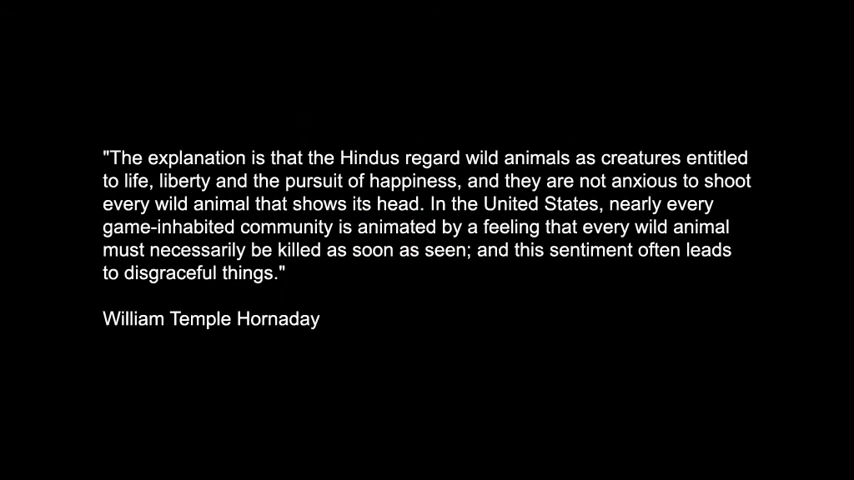 "The explanation is that the Hindus regard wild animals as creatures entitled
to life, liberty and the pursuit of happiness, and they are not anxious to shoot
every wild animal that shows its head. In the United States, nearly every
game-inhabited community is animated by a feeling that every wild animal
must necessarily be killed as soon as seen; and this sentiment often leads
to disgraceful things."
William Temple Hornaday